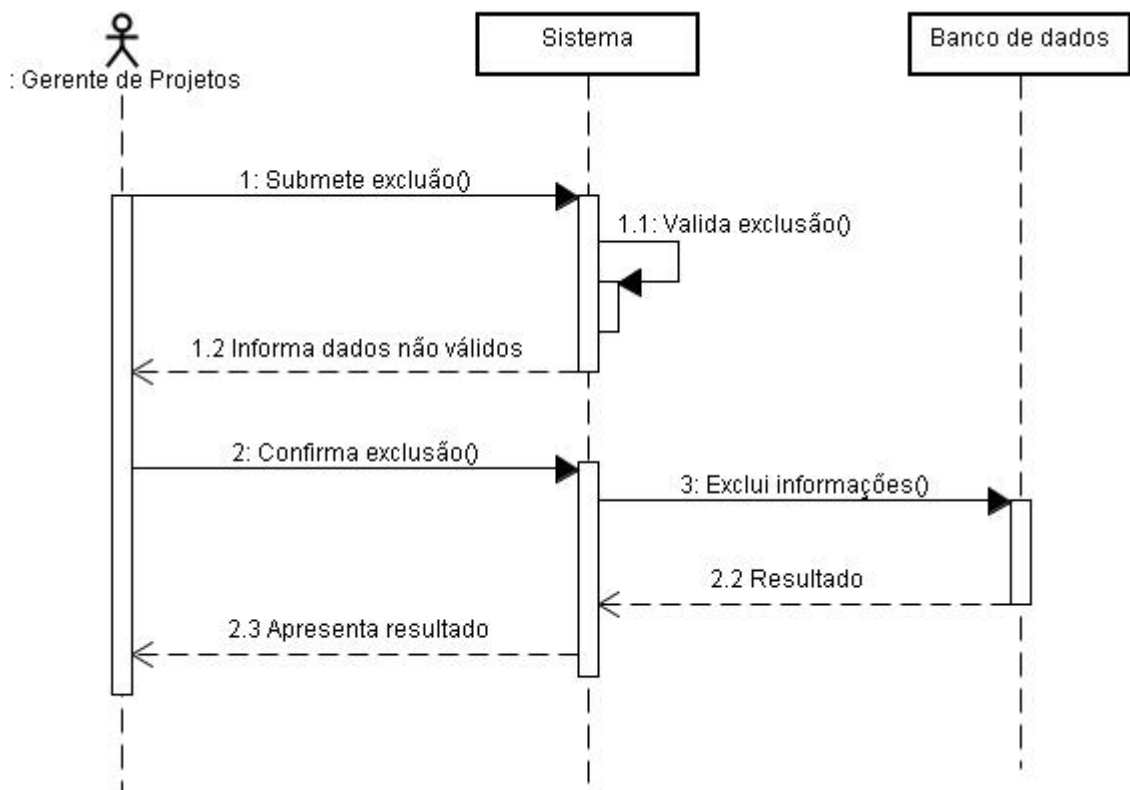 Sistema
Banco de dados
: Gerente de Projetos
1: Submete excluão()
1.1: Valida exclusão()
1.2 Informa dados não válidos
2: Confirma exclusão()
3: Exclui informações()
2.2 Resultado
2.3 Apresenta resultado